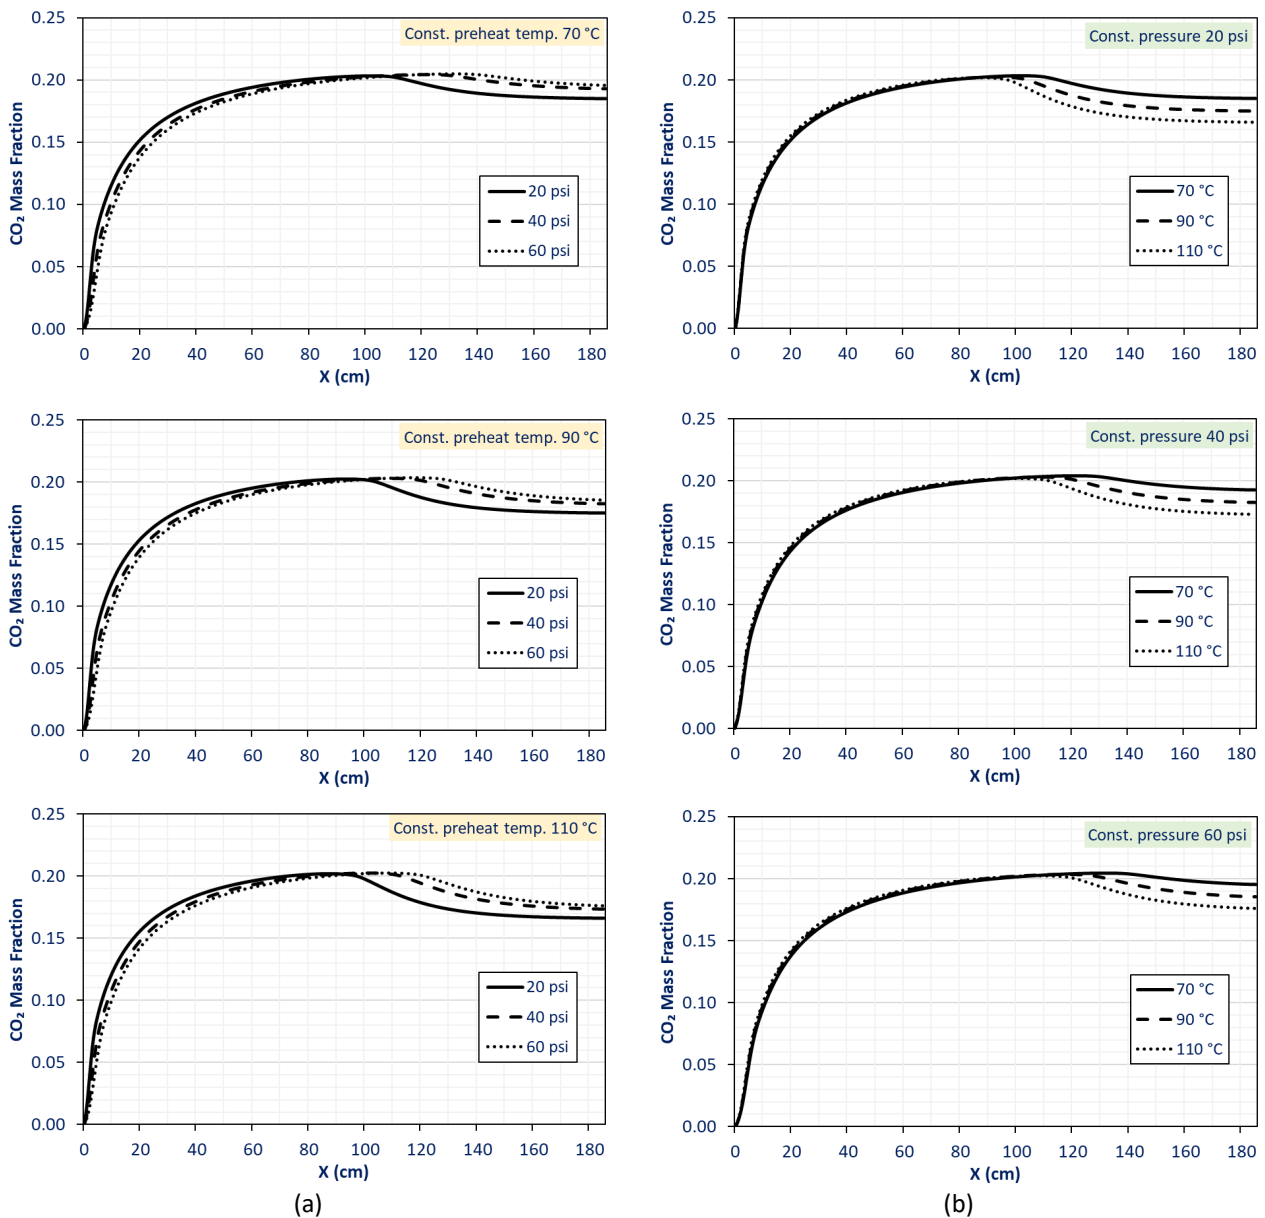 Const. preheat temp. 70 °C
CO₂ Mass Fraction
0.25
0.20
0.15
0.10
0.05
0.00
20 psi
40 psi
60 psi
0 20 40 60 80 100 120 140 160 180
X (cm)
Const. pressure 20 psi
CO₂ Mass Fraction
0.25
0.20
0.15
0.10
0.05
0.00
70 °C
90 °C
110 °C
0 20 40 60 80 100 120 140 160 180
X (cm)
Const. preheat temp. 90 °C
CO₂ Mass Fraction
0.25
0.20
0.15
0.10
0.05
0.00
20 psi
40 psi
60 psi
0 20 40 60 80 100 120 140 160 180
X (cm)
Const. pressure 40 psi
CO₂ Mass Fraction
0.25
0.20
0.15
0.10
0.05
0.00
70 °C
90 °C
110 °C
0 20 40 60 80 100 120 140 160 180
X (cm)
Const. preheat temp. 110 °C
CO₂ Mass Fraction
0.25
0.20
0.15
0.10
0.05
0.00
20 psi
40 psi
60 psi
0 20 40 60 80 100 120 140 160 180
X (cm)
Const. pressure 60 psi
CO₂ Mass Fraction
0.25
0.20
0.15
0.10
0.05
0.00
70 °C
90 °C
110 °C
0 20 40 60 80 100 120 140 160 180
X (cm)
(a)
(b)